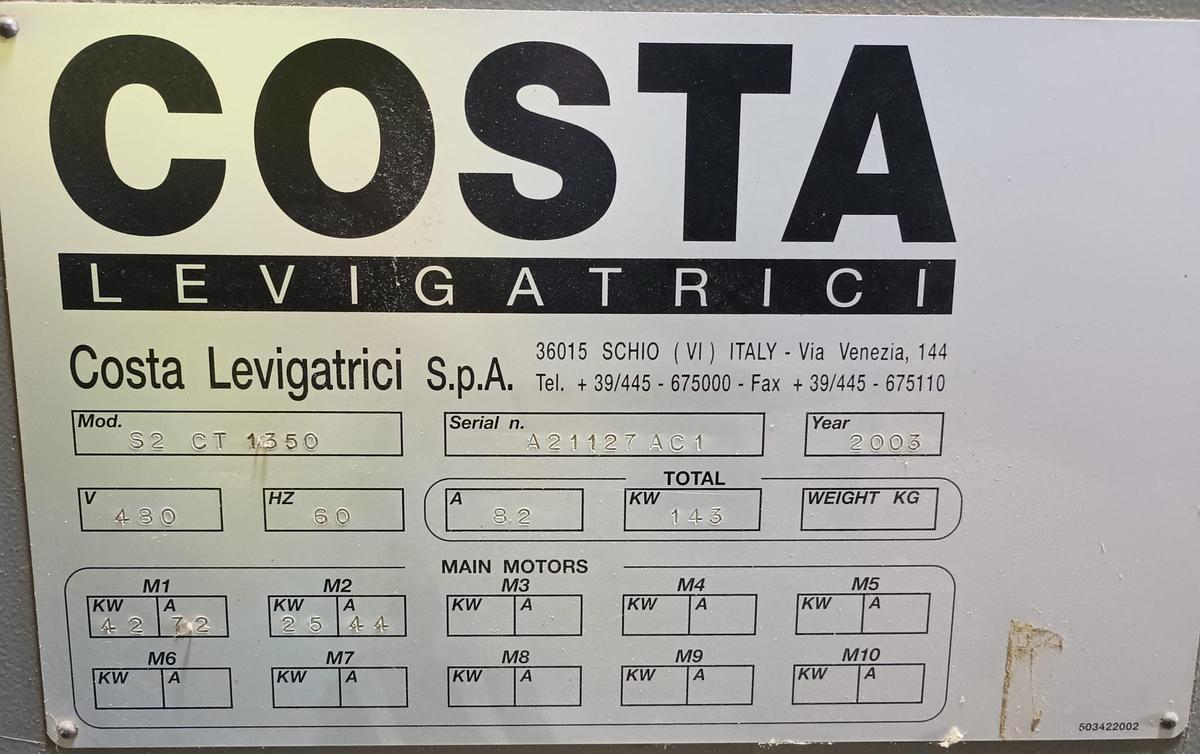 COSTA
LEVIGATRICI
Costa Levigatrici S.p.A.
36015 SCHIO (VI) ITALY - Via Venezia, 144
Tel. + 39/445 - 675000 - Fax + 39/445 - 675110
Mod. S2 CT 1350
Serial n. A21127 AC1
Year 2003
V 480
HZ 60
TOTAL
A 82
KW 143
WEIGHT KG
MAIN MOTORS
M1 M2 M3 M4 M5
KW 42 A 72 KW 25 A 44 KW A KW A KW A
M6 M7 M8 M9 M10
KW A KW A KW A KW A KW A
503422002